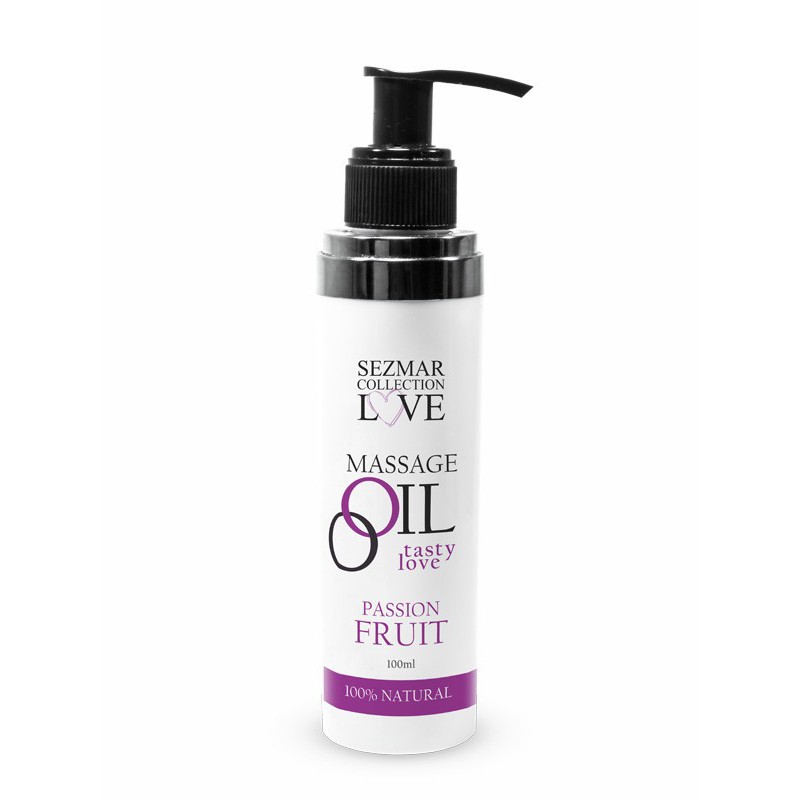 SEZMAR
COLLECTION
LOVE
MASSAGE
OIL
tasty
love
PASSION
FRUIT
100ml
100% NATURAL